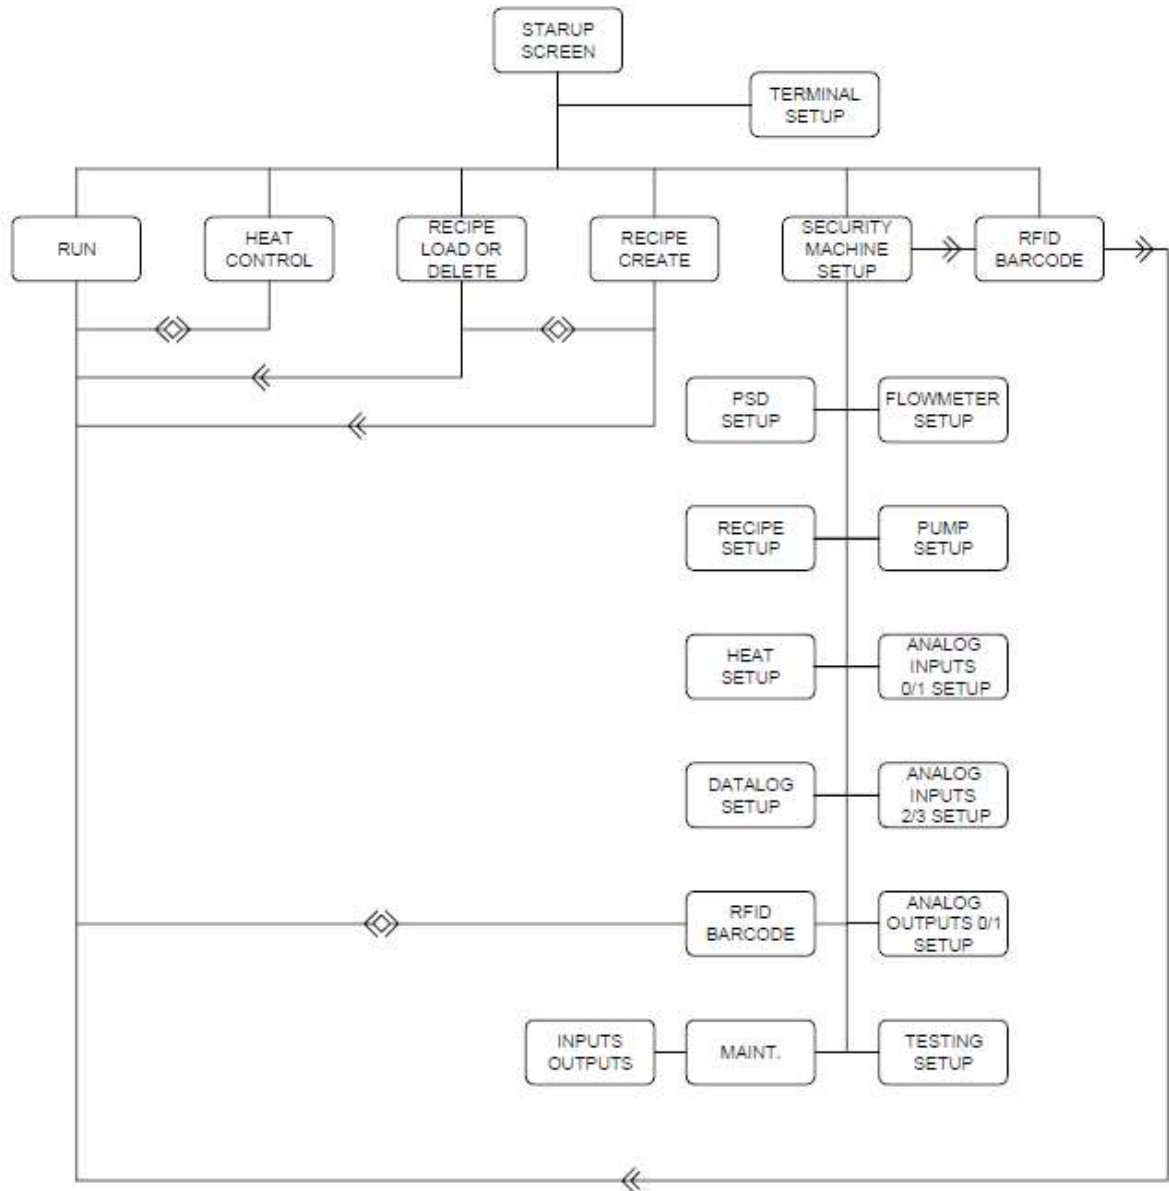 STARUP
SCREEN
TERMINAL
SETUP
RUN
HEAT
CONTROL
RECIPE
LOAD OR
DELETE
RECIPE
CREATE
SECURITY
MACHINE
SETUP
RFID
BARCODE
PSD
SETUP
FLOWMETER
SETUP
RECIPE
SETUP
PUMP
SETUP
HEAT
SETUP
ANALOG
INPUTS
0/1 SETUP
DATALOG
SETUP
ANALOG
INPUTS
2/3 SETUP
RFID
BARCODE
ANALOG
OUTPUTS 0/1
SETUP
INPUTS
OUTPUTS
MAINT.
TESTING
SETUP